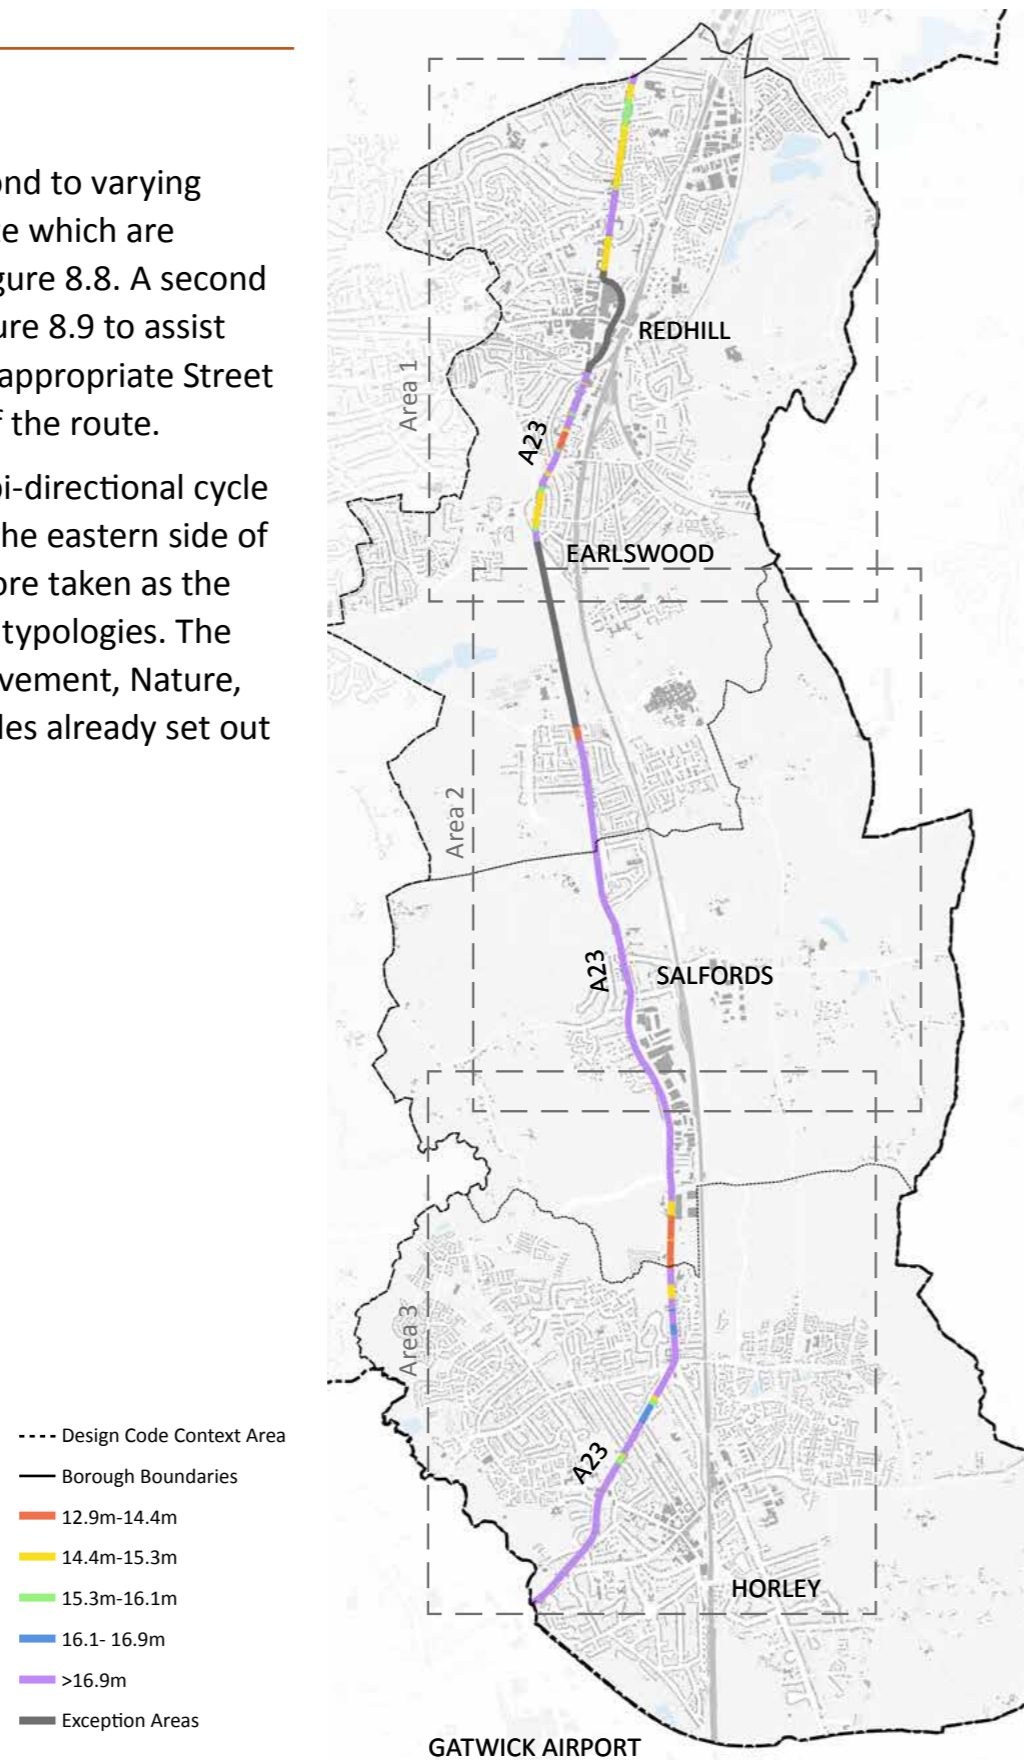 ond to varying
te which are
gure 8.8. A second
ure 8.9 to assist
appropriate Street
f the route.
bi-directional cycle
he eastern side of
ore taken as the
typologies. The
vement, Nature,
les already set out
REDHILL
Area 1
A23
EARLSWOOD
Area 2
A23
SALFORDS
Area 3
A23
HORLEY
GATWICK AIRPORT
Design Code Context Area
Borough Boundaries
12.9m-14.4m
14.4m-15.3m
15.3m-16.1m
16.1- 16.9m
>16.9m
Exception Areas